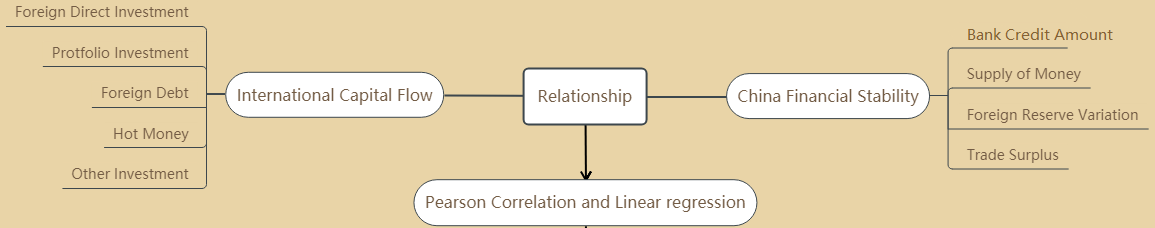 Foreign Direct Investment
Protfolio Investment
Foreign Debt
Hot Money
Other Investment
International Capital Flow
Relationship
China Financial Stability
Bank Credit Amount
Supply of Money
Foreign Reserve Variation
Trade Surplus
Pearson Correlation and Linear regression